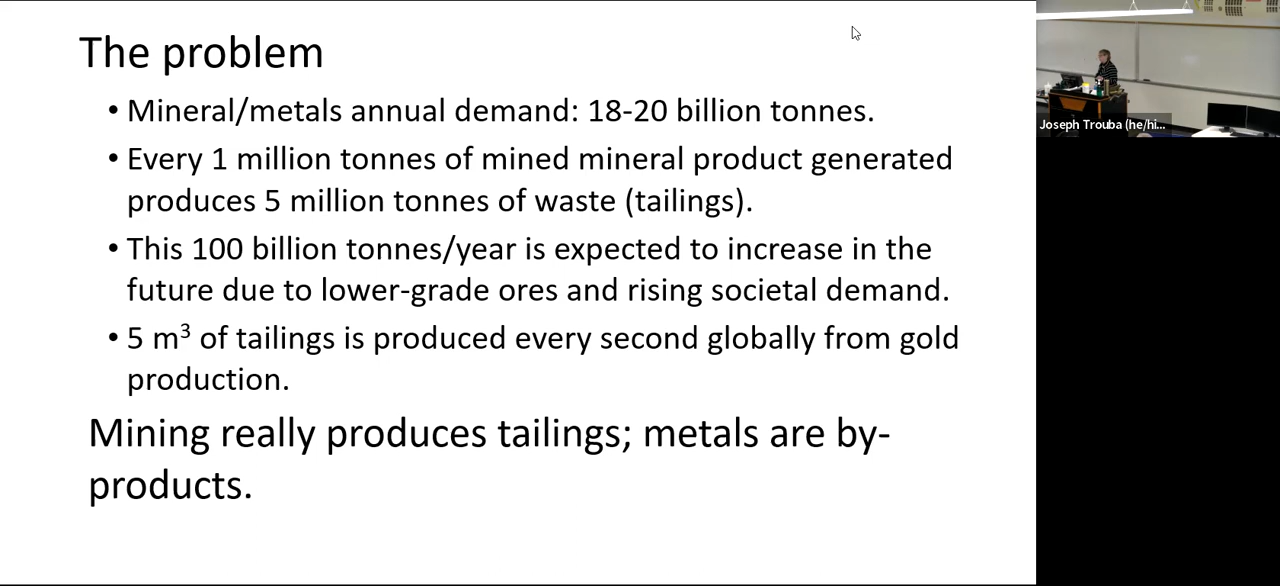 The problem
• Mineral/metals annual demand: 18-20 billion tonnes.
• Every 1 million tonnes of mined mineral product generated
produces 5 million tonnes of waste (tailings).
• This 100 billion tonnes/year is expected to increase in the
future due to lower-grade ores and rising societal demand.
• 5 m³ of tailings is produced every second globally from gold
production.
Mining really produces tailings; metals are by-
products.
Joseph Trouba (he/hi...